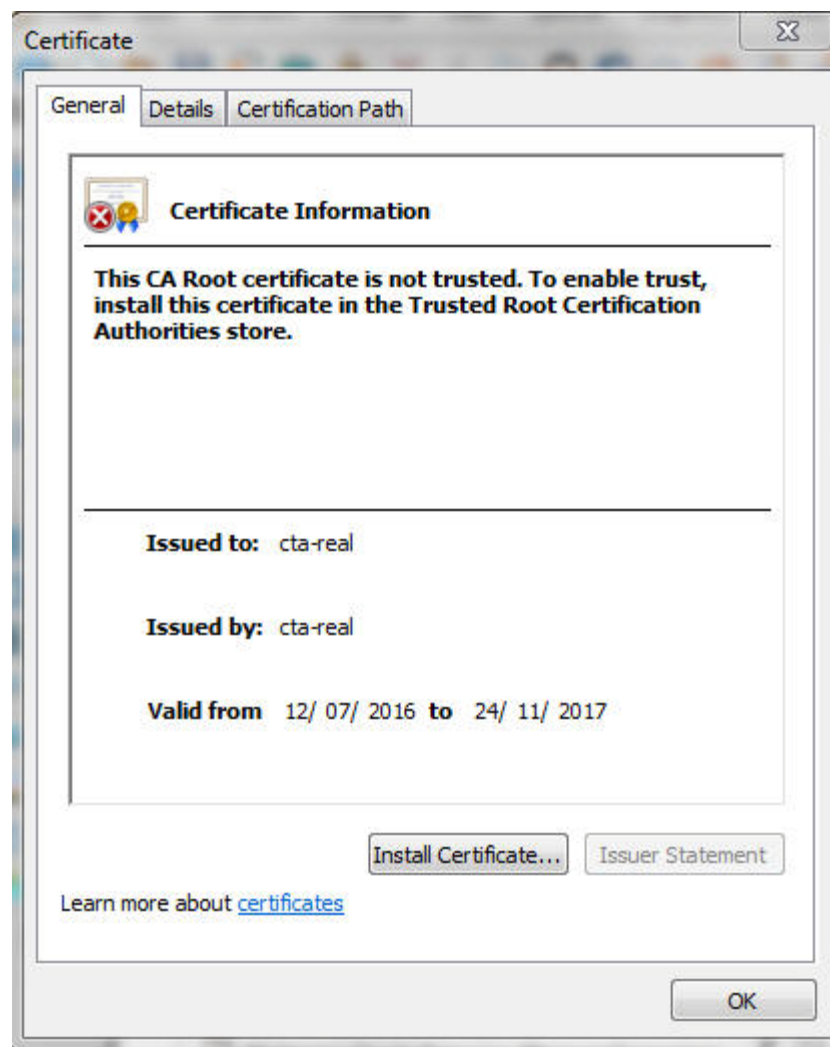 Certificate
General Details Certification Path
Certificate Information
This CA Root certificate is not trusted. To enable trust,
install this certificate in the Trusted Root Certification
Authorities store.
Issued to: cta-real
Issued by: cta-real
Valid from 12/ 07/ 2016 to 24/ 11/ 2017
Install Certificate... Issuer Statement
Learn more about certificates
OK